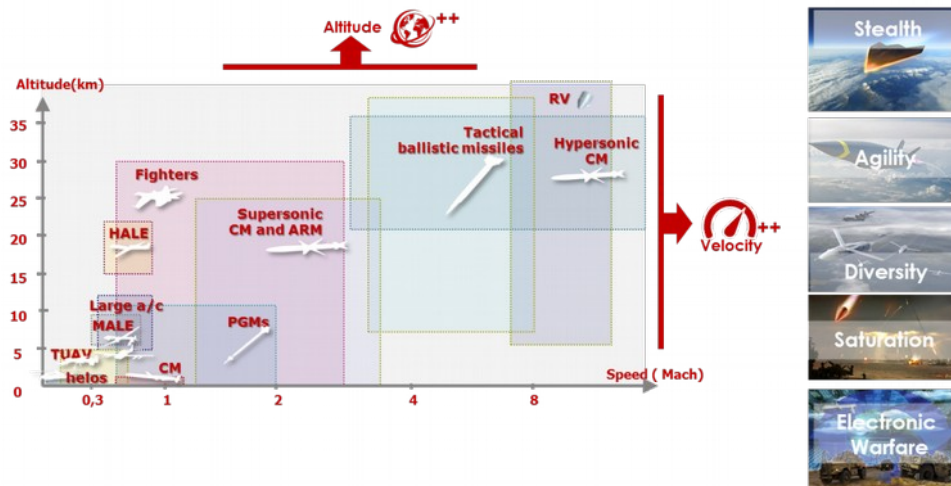 Altitude ++
Altitude(km)
35
30
25
20
15
10
5
0
RV
Tactical
ballistic missiles
Hypersonic
CM
Fighters
Supersonic
CM and ARM
HALE
Large a/c
MALE
PGMs
TUAV
helos
CM
Speed ( Mach)
0,3
1
2
4
8
++
Velocity
Stealth
Agility
Diversity
Saturation
Electronic
Warfare